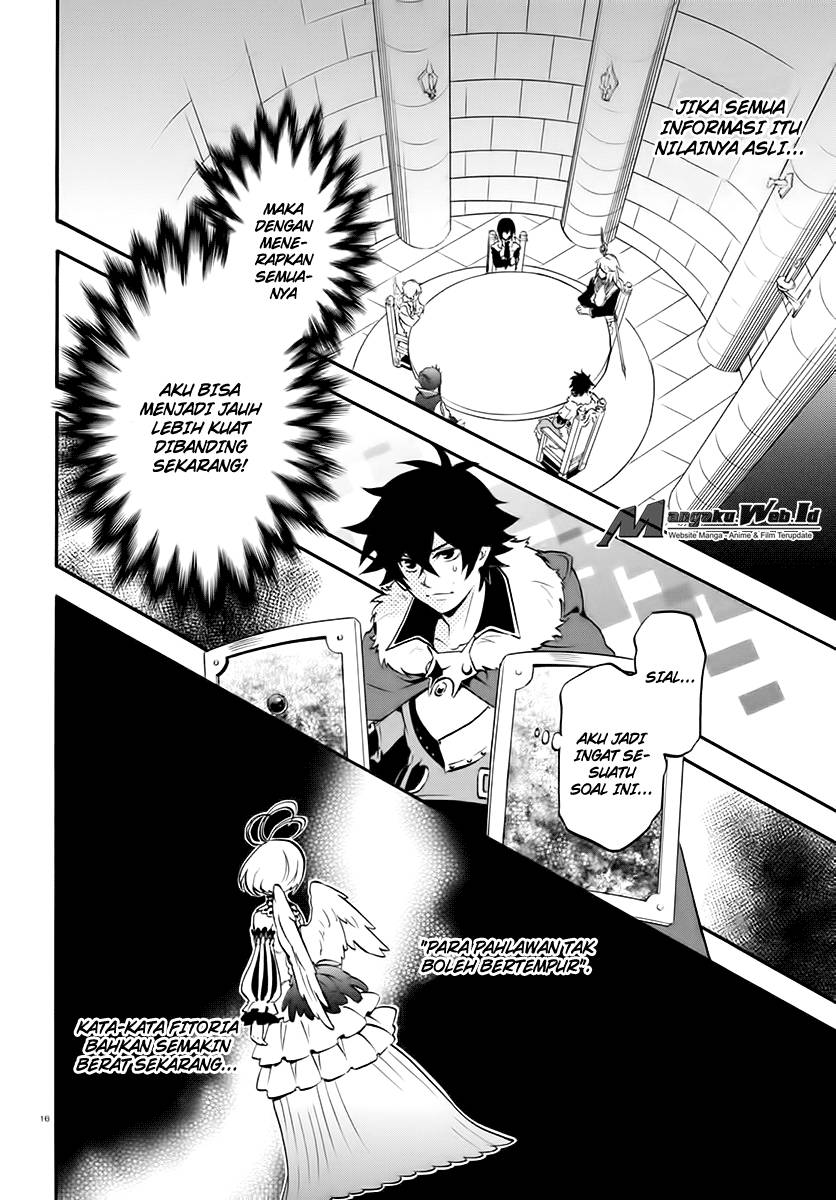 JIKA SEMUA
INFORMASI ITU
NILAINYA ASLI...
MAKA
DENGAN
MENE-
RAPKAN
SEMUA-
NYA
AKU BISA
MENJADI JAUH
LEBIH KUAT
DIBANDING
SEKARANG!
Mangaku.Web.Id
Website Manga - Anime & Film Terupdate
SIAL...
AKU JADI
INGAT SE-
SUATU
SOAL INI...
"PARA PAHLAWAN TAK
BOLEH BERTEMPUR".
KATA-KATA FITORIA
BAHKAN SEMAKIN
BERAT SEKARANG...
16